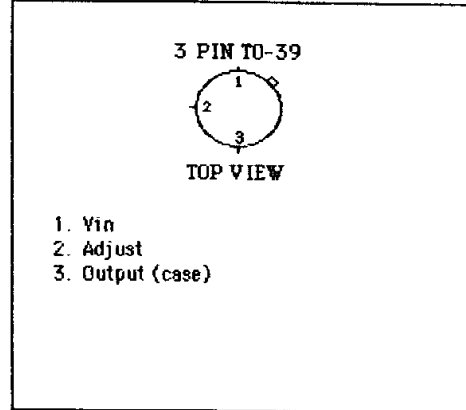 3 PIN TO-39
1
2
3
TOP VIEW
1. Vin
2. Adjust
3. Output (case)